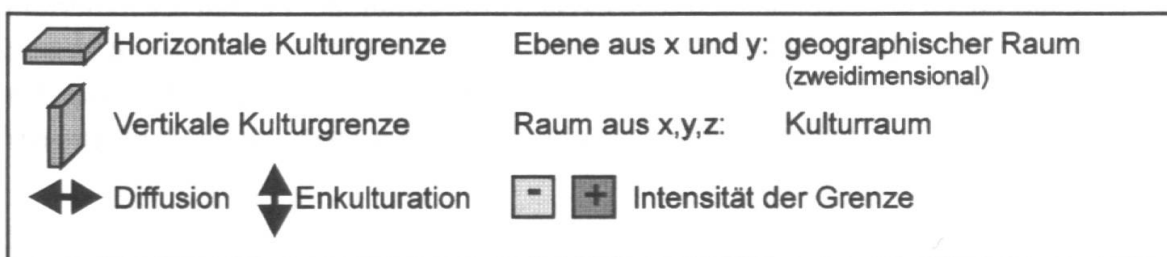 Horizontale Kulturgrenze Ebene aus x und y: geographischer Raum
(zweidimensional)
Vertikale Kulturgrenze Raum aus x,y,z: Kulturraum
Diffusion Enkulturation - + Intensität der Grenze